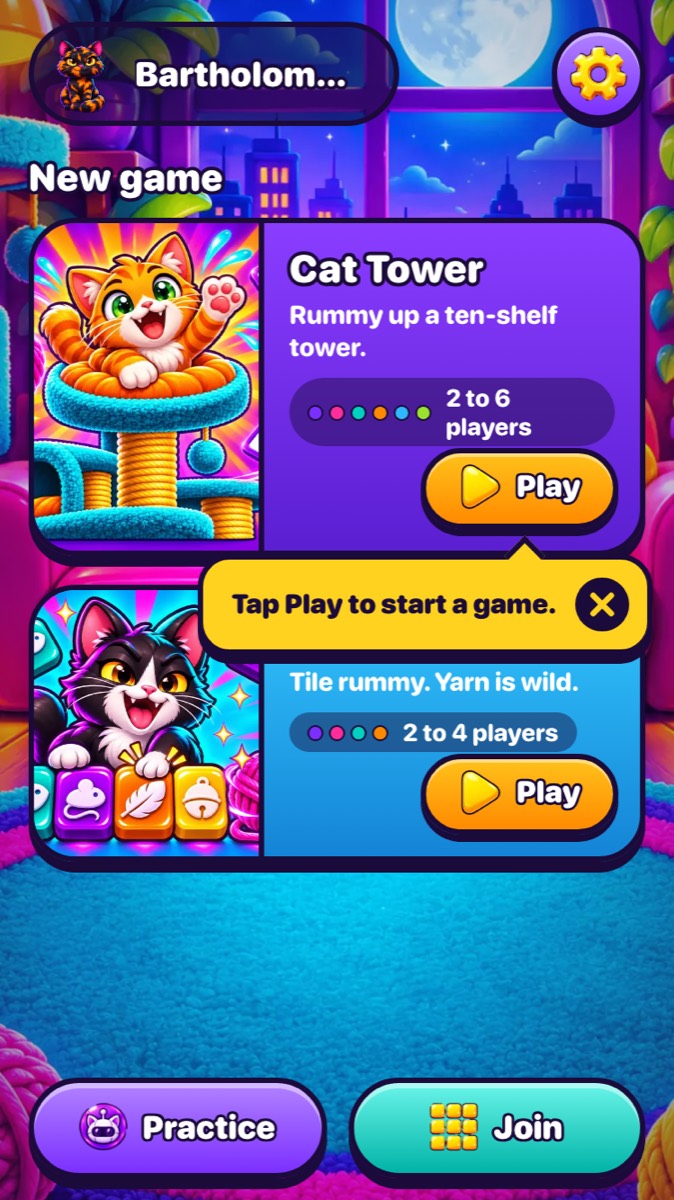 Bartholom...
New game
Cat Tower
Rummy up a ten-shelf
tower.
2 to 6
players
Play
Tap Play to start a game.
Tile rummy. Yarn is wild.
2 to 4 players
Play
Practice
Join